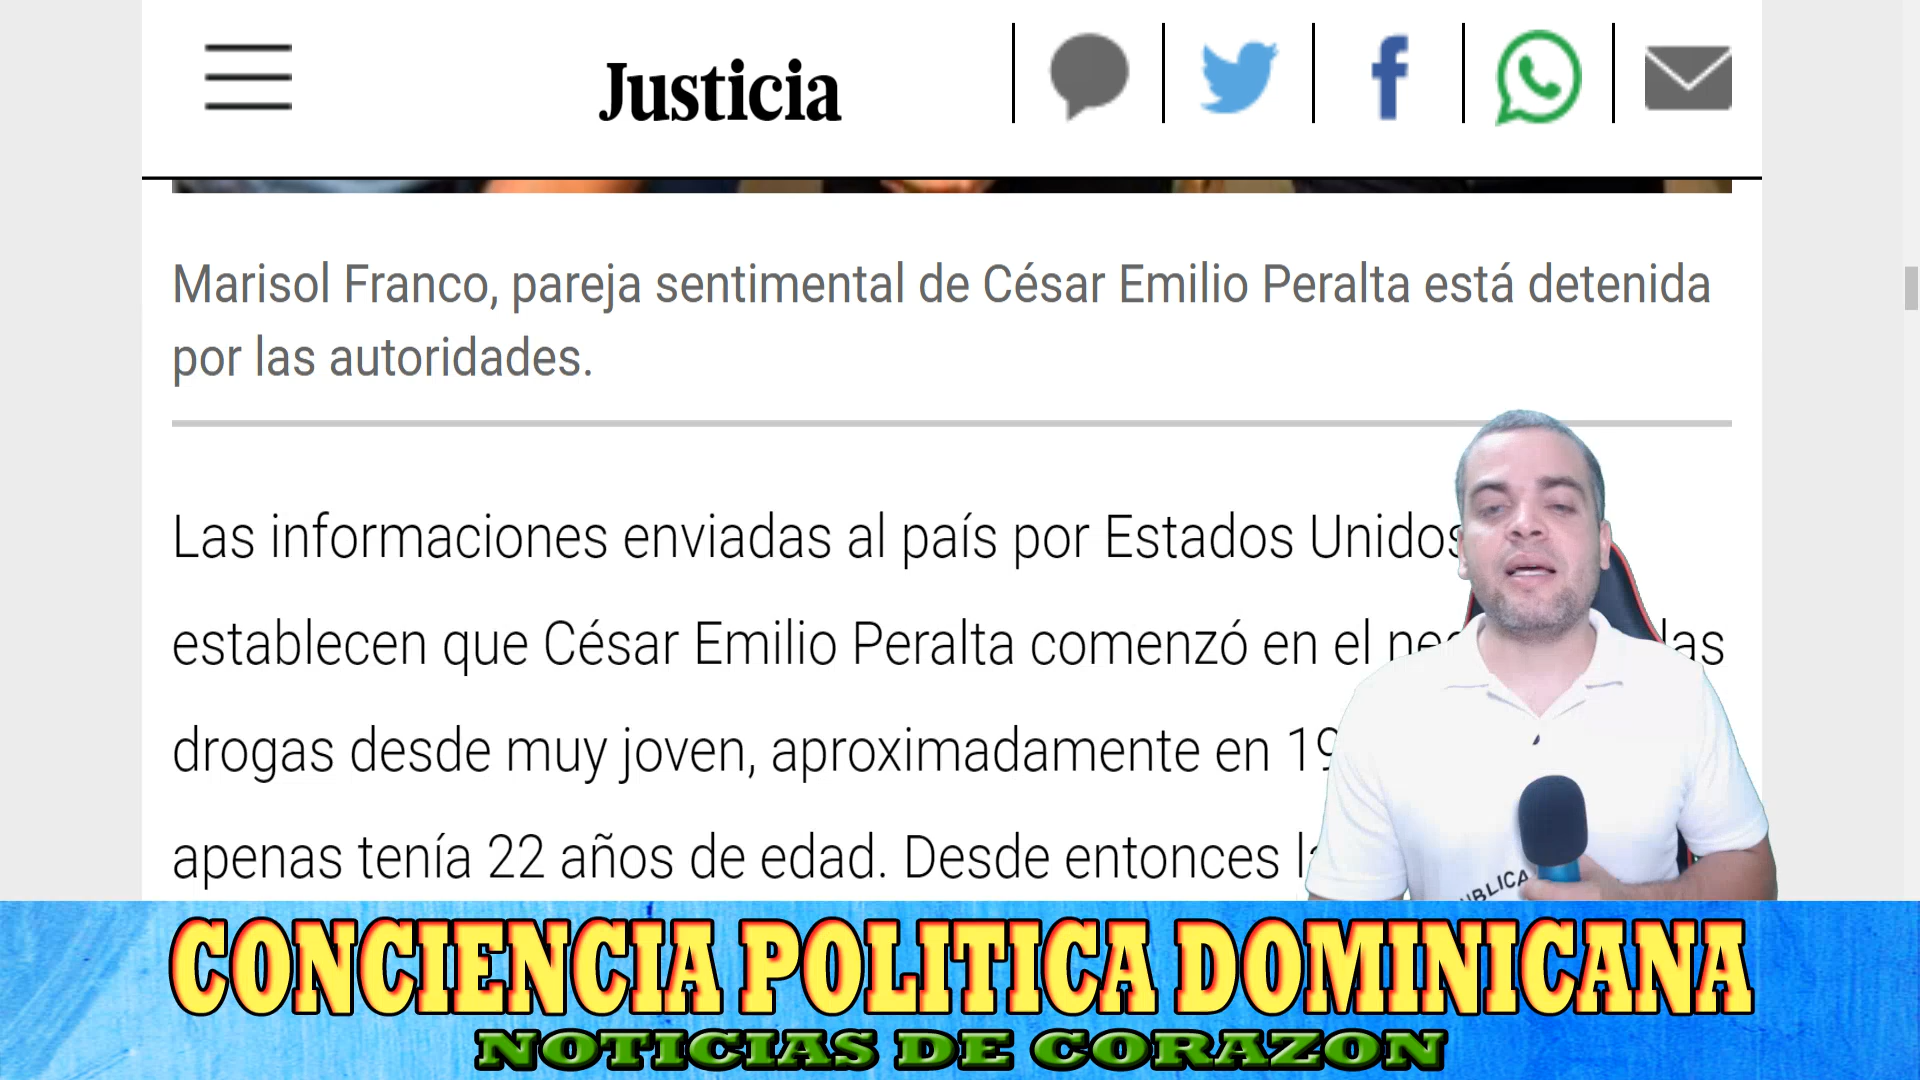 Justicia
Marisol Franco, pareja sentimental de César Emilio Peralta está detenida
por las autoridades.
Las informaciones enviadas al país por Estados Unidos
establecen que César Emilio Peralta comenzó en el las
drogas desde muy joven, aproximadamente en
apenas tenía 22 años de edad. Desde entonces
CONCIENCIA POLITICA DOMINICANA
NOTICIAS DE CORAZON